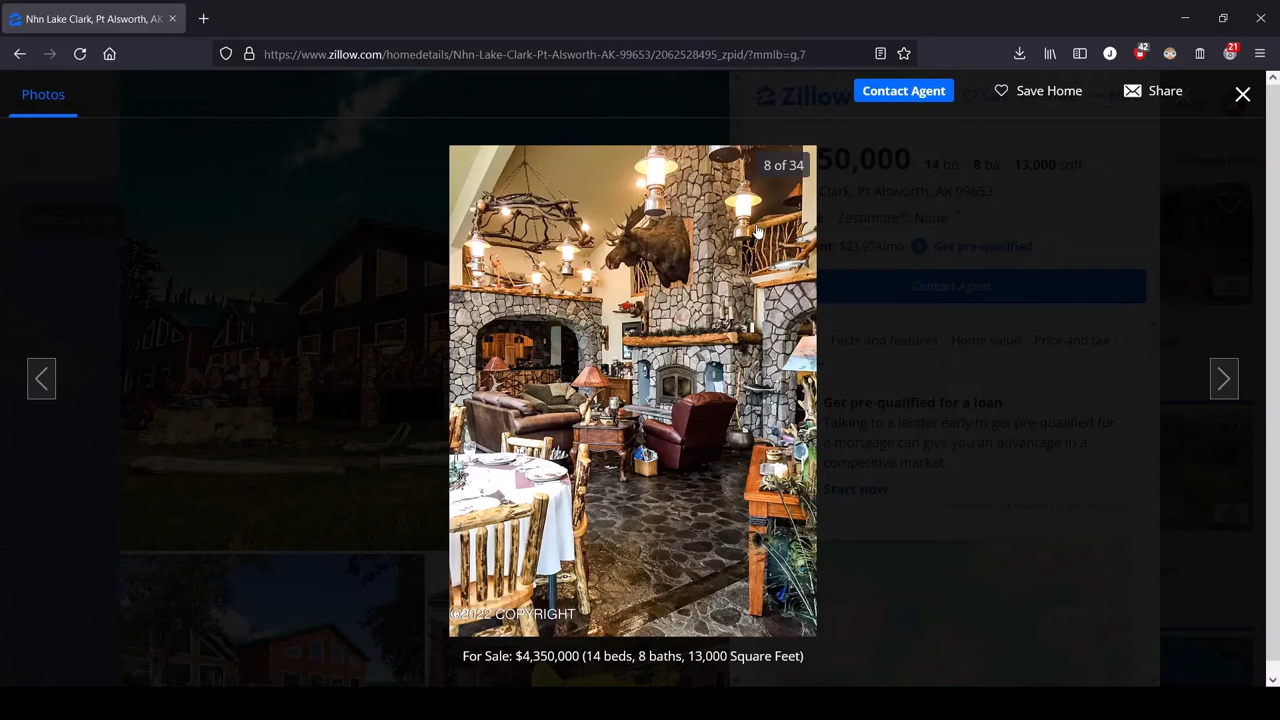 Nhn Lake Clark, Pt Alsworth, AK
https://www.zillow.com/homedetails/Nhn-Lake-Clark-Pt-Alsworth-AK-99653/2062528495_zpid/?mmlb=g,7
J
42
21
Photos
Contact Agent
Save Home
Share
Zillow
8 of 34
50,000 14 bd 8 ba 13,000 sqft
Clark, Pt Alsworth, AK 99653
Zestimate®: None
$23,974/mo
Get pre-qualified
Contact Agent
Facts and features
Home value
Price and tax
Get pre-qualified for a loan
Talking to a lender early to get pre-qualified for
a mortgage can give you an advantage in a
competitive market.
Start now
©2022 COPYRIGHT
For Sale: $4,350,000 (14 beds, 8 baths, 13,000 Square Feet)